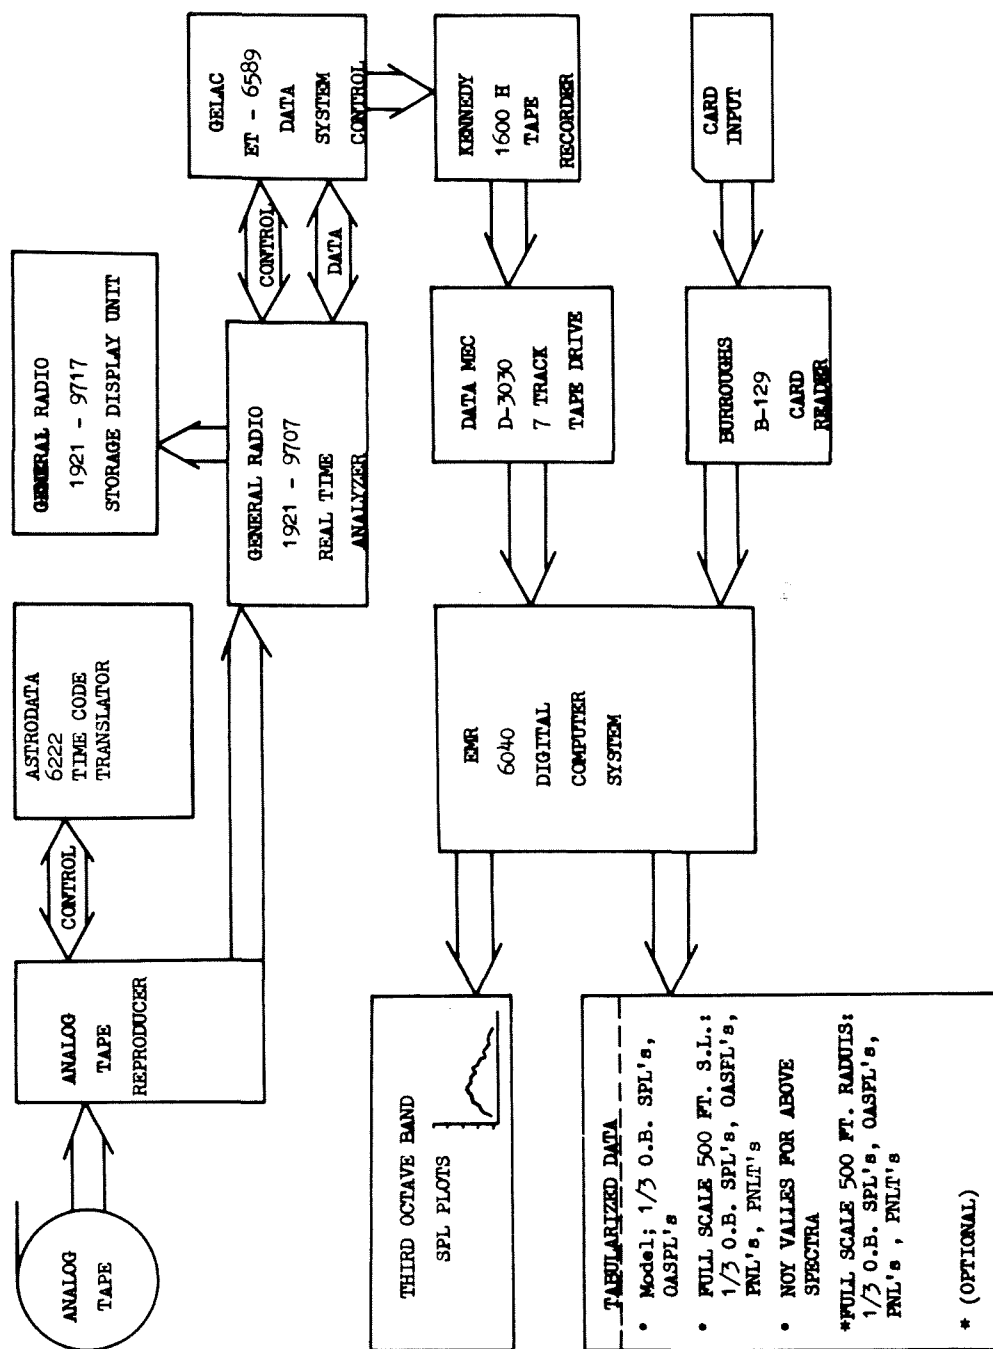 ANALOG
TAPE
ANALOG
TAPE
REPRODUCER
CONTROL
ASTRODATA
6222
TIME CODE
TRANSLATOR
GENERAL RADIO
1921 - 9717
STORAGE DISPLAY UNIT
GENERAL RADIO
1921 - 9707
REAL TIME
ANALYZER
CONTROL
DATA
GELAC
ET - 6589
DATA
SYSTEM
CONTROL
KENNEDY
1600 H
TAPE
RECORDER
DATA MEC
D-3030
7 TRACK
TAPE DRIVE
CARD
INPUT
BURROUGHS
B-129
CARD
READER
EMR
6040
DIGITAL
COMPUTER
SYSTEM
THIRD OCTAVE BAND
SPL PLOTS
TABULARIZED DATA
• Model; 1/3 O.B. SPL's,
OASPL's
• FULL SCALE 500 FT. S.L.:
1/3 O.B. SPL's, OASPL's,
PNL's, PNLT's
• NOY VALLES FOR ABOVE
SPECTRA
*FULL SCALE 500 FT. RADUIS:
1/3 O.B. SPL's, OASPL's,
PNL's , PNLT's
* (OPTIONAL)